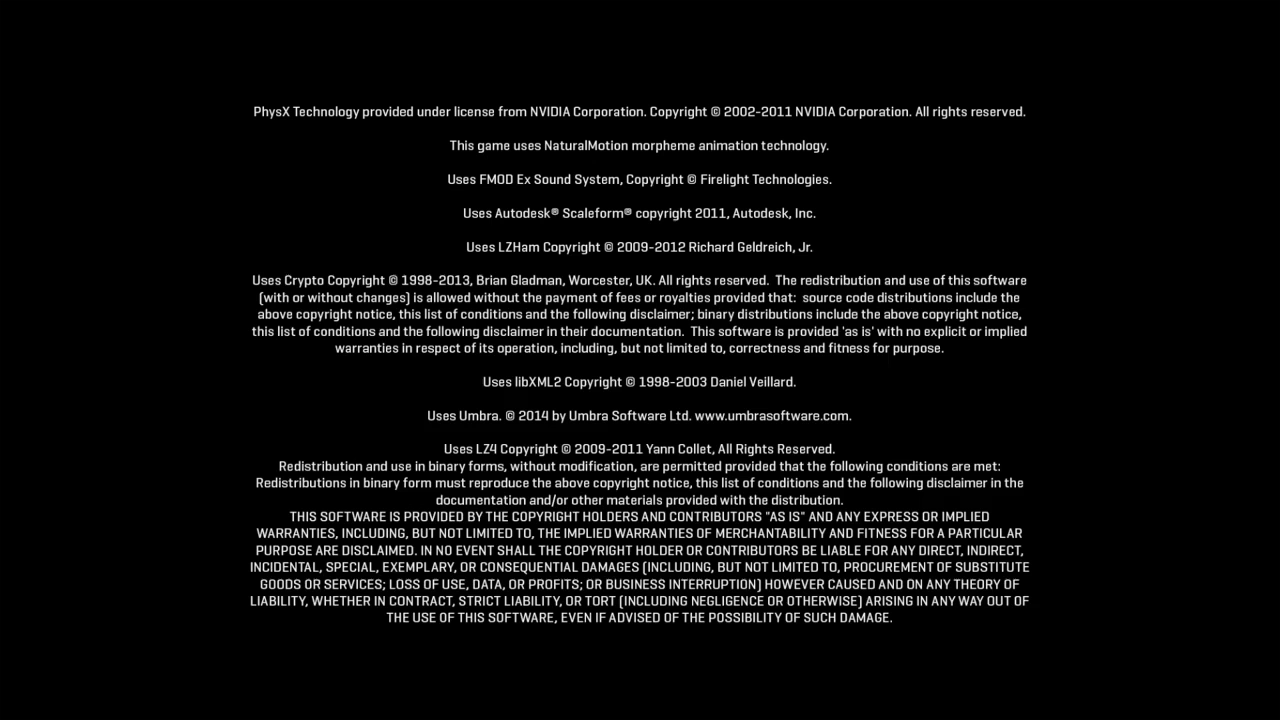 PhysX Technology provided under license from NVIDIA Corporation. Copyright © 2002-2011 NVIDIA Corporation. All rights reserved.
This game uses NaturalMotion morpheme animation technology.
Uses FMOD Ex Sound System, Copyright © Firelight Technologies.
Uses Autodesk® Scaleform® copyright 2011, Autodesk, Inc.
Uses LZHam Copyright © 2009-2012 Richard Geldreich, Jr.
Uses Crypto Copyright © 1998-2013, Brian Gladman, Worcester, UK. All rights reserved.  The redistribution and use of this software
(with or without changes) is allowed without the payment of fees or royalties provided that:  source code distributions include the
above copyright notice, this list of conditions and the following disclaimer; binary distributions include the above copyright notice,
this list of conditions and the following disclaimer in their documentation.  This software is provided 'as is' with no explicit or implied
warranties in respect of its operation, including, but not limited to, correctness and fitness for purpose.
Uses libXML2 Copyright © 1998-2003 Daniel Veillard.
Uses Umbra. © 2014 by Umbra Software Ltd. www.umbrasoftware.com.
Uses LZ4 Copyright © 2009-2011 Yann Collet, All Rights Reserved.
Redistribution and use in binary forms, without modification, are permitted provided that the following conditions are met:
Redistributions in binary form must reproduce the above copyright notice, this list of conditions and the following disclaimer in the
documentation and/or other materials provided with the distribution.
THIS SOFTWARE IS PROVIDED BY THE COPYRIGHT HOLDERS AND CONTRIBUTORS "AS IS" AND ANY EXPRESS OR IMPLIED
WARRANTIES, INCLUDING, BUT NOT LIMITED TO, THE IMPLIED WARRANTIES OF MERCHANTABILITY AND FITNESS FOR A PARTICULAR
PURPOSE ARE DISCLAIMED. IN NO EVENT SHALL THE COPYRIGHT HOLDER OR CONTRIBUTORS BE LIABLE FOR ANY DIRECT, INDIRECT,
INCIDENTAL, SPECIAL, EXEMPLARY, OR CONSEQUENTIAL DAMAGES (INCLUDING, BUT NOT LIMITED TO, PROCUREMENT OF SUBSTITUTE
GOODS OR SERVICES; LOSS OF USE, DATA, OR PROFITS; OR BUSINESS INTERRUPTION) HOWEVER CAUSED AND ON ANY THEORY OF
LIABILITY, WHETHER IN CONTRACT, STRICT LIABILITY, OR TORT (INCLUDING NEGLIGENCE OR OTHERWISE) ARISING IN ANY WAY OUT OF
THE USE OF THIS SOFTWARE, EVEN IF ADVISED OF THE POSSIBILITY OF SUCH DAMAGE.